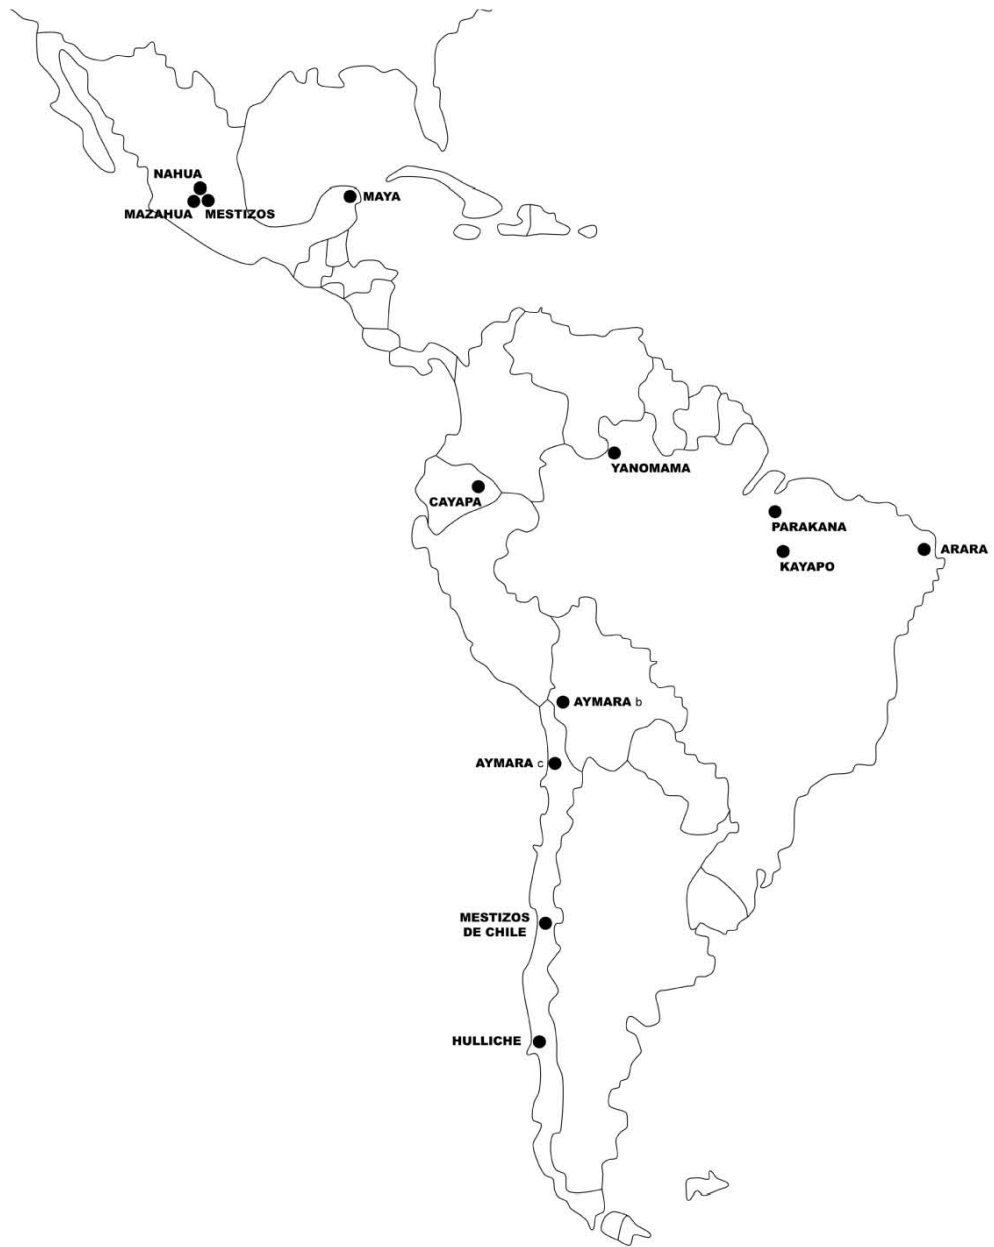 NAHUA
MAZAHUA
MESTIZOS
MAYA
YANOMAMA
CAYAPA
PARAKANA
KAYAPO
ARARA
AYMARA b
AYMARA c
MESTIZOS
DE CHILE
HULLICHE